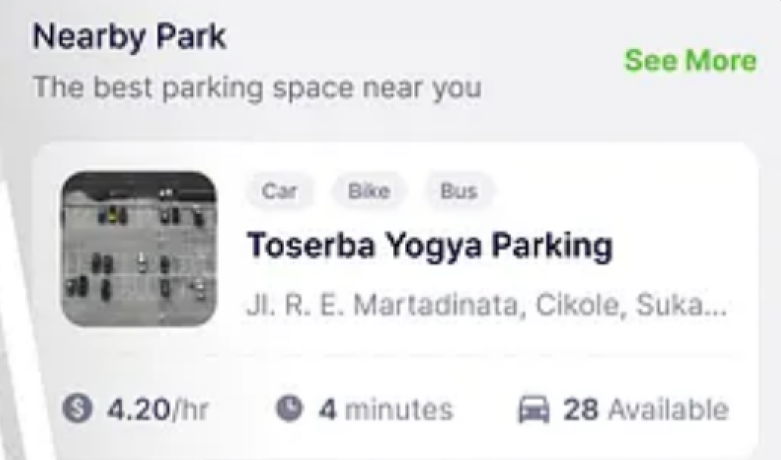 Nearby Park
See More
The best parking space near you
Car Bike Bus
Toserba Yogya Parking
Jl. R. E. Martadinata, Cikole, Suka...
$ 4.20/hr 4 minutes 28 Available